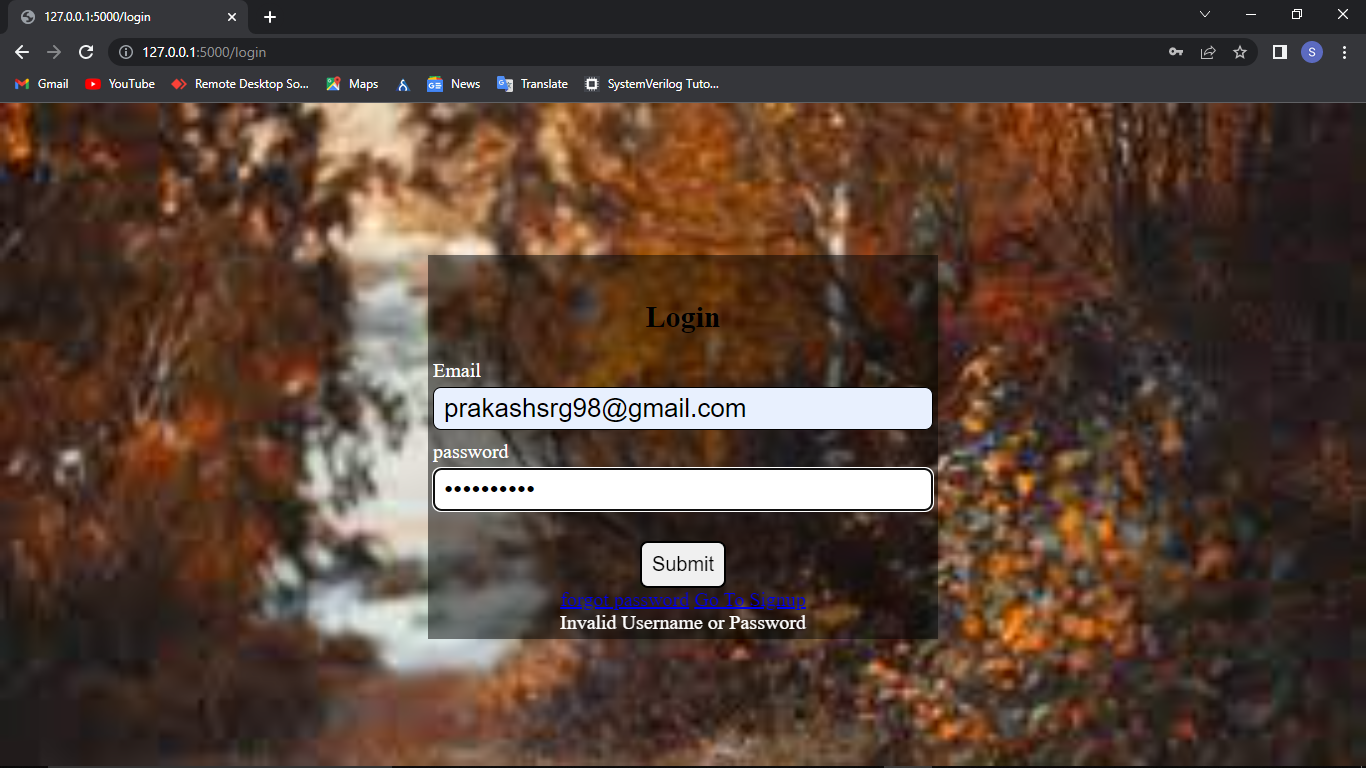 127.0.0.1:5000/login
127.0.0.1:5000/login
S
Gmail YouTube Remote Desktop So... Maps News Translate SystemVerilog Tuto...
Login
Email
prakashsrg98@gmail.com
password
••••••••••
Submit
forgot password Go To Signup
Invalid Username or Password